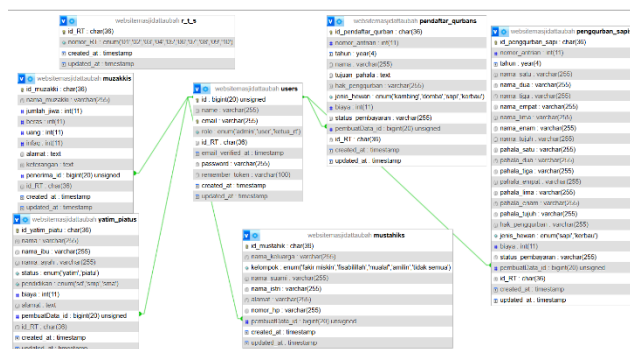 websitemasjidattaubah r_t_s
id_RT : char(36)
created_at : timestamp
updated_at : timestamp
websitemasjidattaubah muzakkis
id_muzakki : char(36)
nama_muzakki : varchar(255)
jumlah_jiwa : int(11)
beras : int(11)
uang : int(11)
infaq : int(11)
alamat : text
keterangan : text
penerima_id : bigint(20) unsigned
id_RT : char(36)
created_at : timestamp
updated_at : timestamp
websitemasjidattaubah yatim_piatus
id_yatim_piatu : char(36)
nama : varchar(255)
nama_ibu : varchar(255)
nama_ayah : varchar(255)
status : enum('yatim','piatu')
pendidikan : enum('sd','smp','sma')
biaya : int(11)
alamat : text
pembuatData_id : bigint(20) unsigned
id_RT : char(36)
created_at : timestamp
updated_at : timestamp
websitemasjidattaubah users
id : bigint(20) unsigned
name : varchar(255)
email : varchar(255)
role : enum('admin','user','ketua_rt')
id_RT : char(36)
email_verified_at : timestamp
password : varchar(255)
remember_token : varchar(100)
created_at : timestamp
updated_at : timestamp
websitemasjidattaubah mustahiks
id_mustahik : char(36)
nama_keluarga : varchar(255)
kelompok : enum('fakir miskin','fisabilillah','mualaf','amilin','tidak semua')
nama_suami : varchar(255)
nama_istri : varchar(255)
alamat : varchar(255)
nomor_hp : varchar(255)
pembuatData_id : bigint(20) unsigned
created_at : timestamp
updated_at : timestamp
websitemasjidattaubah pendaftar_qurbans
id_pendaftar_qurban : char(36)
nomor_antrian : int(11)
tahun : year(4)
nama : varchar(255)
tujuan_pahala : text
hak_pengqurban : varchar(255)
jenis_hewan : enum('kambing','domba','sapi','kerbau')
biaya : int(11)
status_pembayaran : varchar(255)
pembuatData_id : bigint(20) unsigned
id_RT : char(36)
created_at : timestamp
updated_at : timestamp
websitemasjidattaubah pengqurban_sapi
id_pengqurban_sapi : char(36)
nomor_antrian : int(11)
tahun : year(4)
nama_satu : varchar(255)
nama_dua : varchar(255)
nama_tiga : varchar(255)
nama_empat : varchar(255)
nama_lima : varchar(255)
nama_enam : varchar(255)
nama_tujuh : varchar(255)
pahala_satu : varchar(255)
pahala_dua : varchar(255)
pahala_tiga : varchar(255)
pahala_empat : varchar(255)
pahala_lima : varchar(255)
pahala_enam : varchar(255)
pahala_tujuh : varchar(255)
hak_pengqurban : varchar(255)
jenis_hewan : enum('sapi','kerbau')
biaya : int(11)
status_pembayaran : varchar(255)
pembuatData_id : bigint(20) unsigned
id_RT : char(36)
created_at : timestamp
updated_at : timestamp